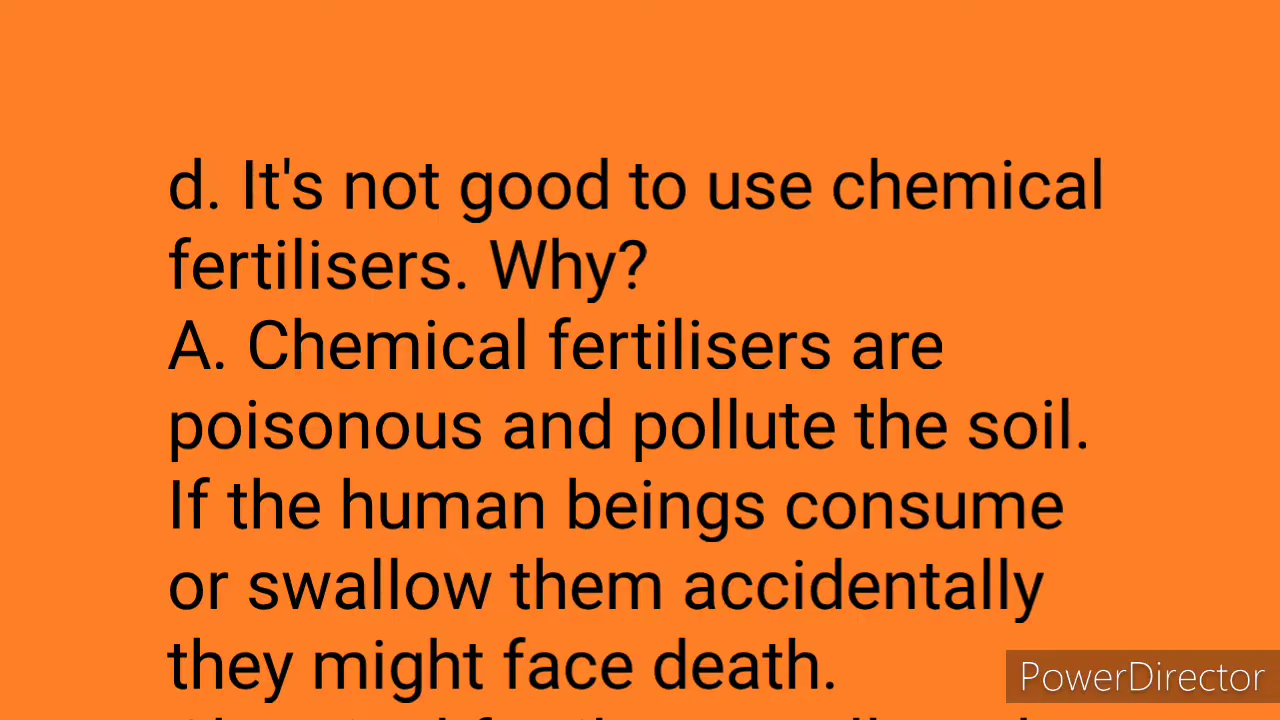 d. It's not good to use chemical
fertilisers. Why?
A. Chemical fertilisers are
poisonous and pollute the soil.
If the human beings consume
or swallow them accidentally
they might face death.
PowerDirector